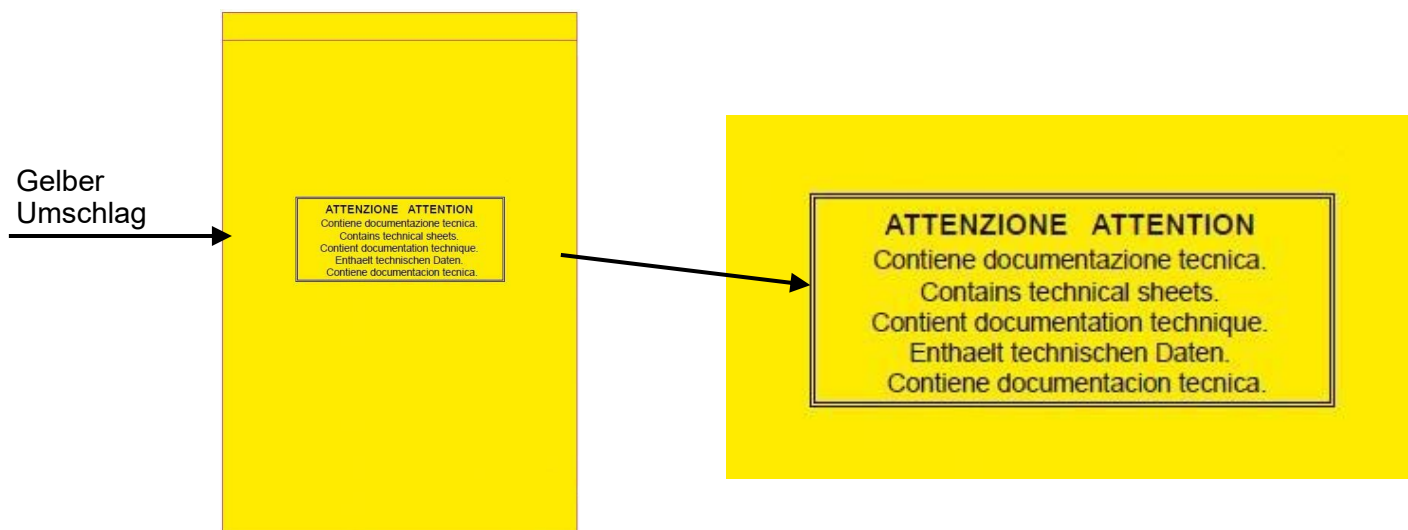 Gelber
Umschlag
ATTENZIONE ATTENTION
Contiene documentazione tecnica.
Contains technical sheets.
Contient documentation technique.
Enthaelt technischen Daten.
Contiene documentacion tecnica.
ATTENZIONE ATTENTION
Contiene documentazione tecnica.
Contains technical sheets.
Contient documentation technique.
Enthaelt technischen Daten.
Contiene documentacion tecnica.